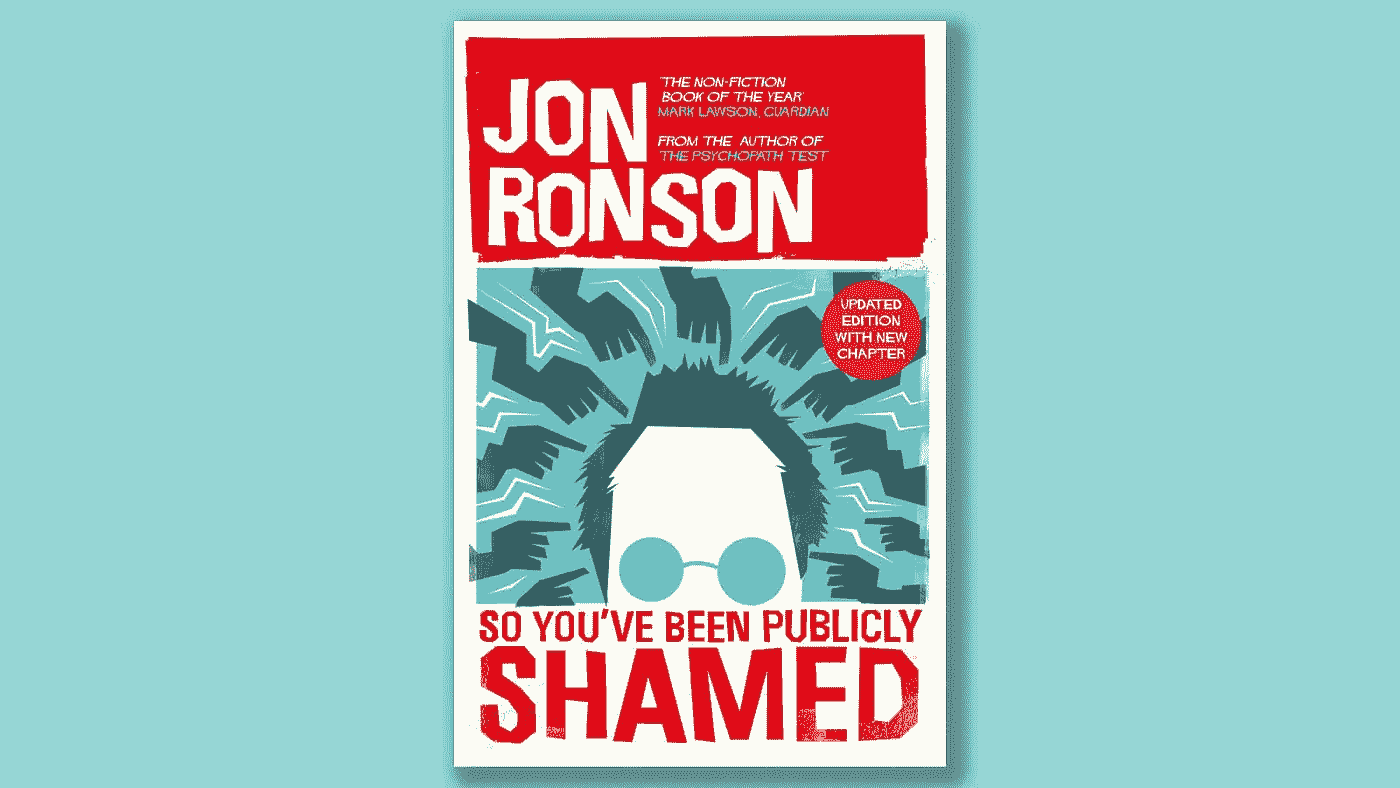 JON
RONSON
'THE NON-FICTION
BOOK OF THE YEAR'
MARK LAWSON, GUARDIAN
FROM THE AUTHOR OF
THE PSYCHOPATH TEST
UPDATED
EDITION
WITH NEW
CHAPTER
SO YOU'VE BEEN PUBLICLY
SHAMED